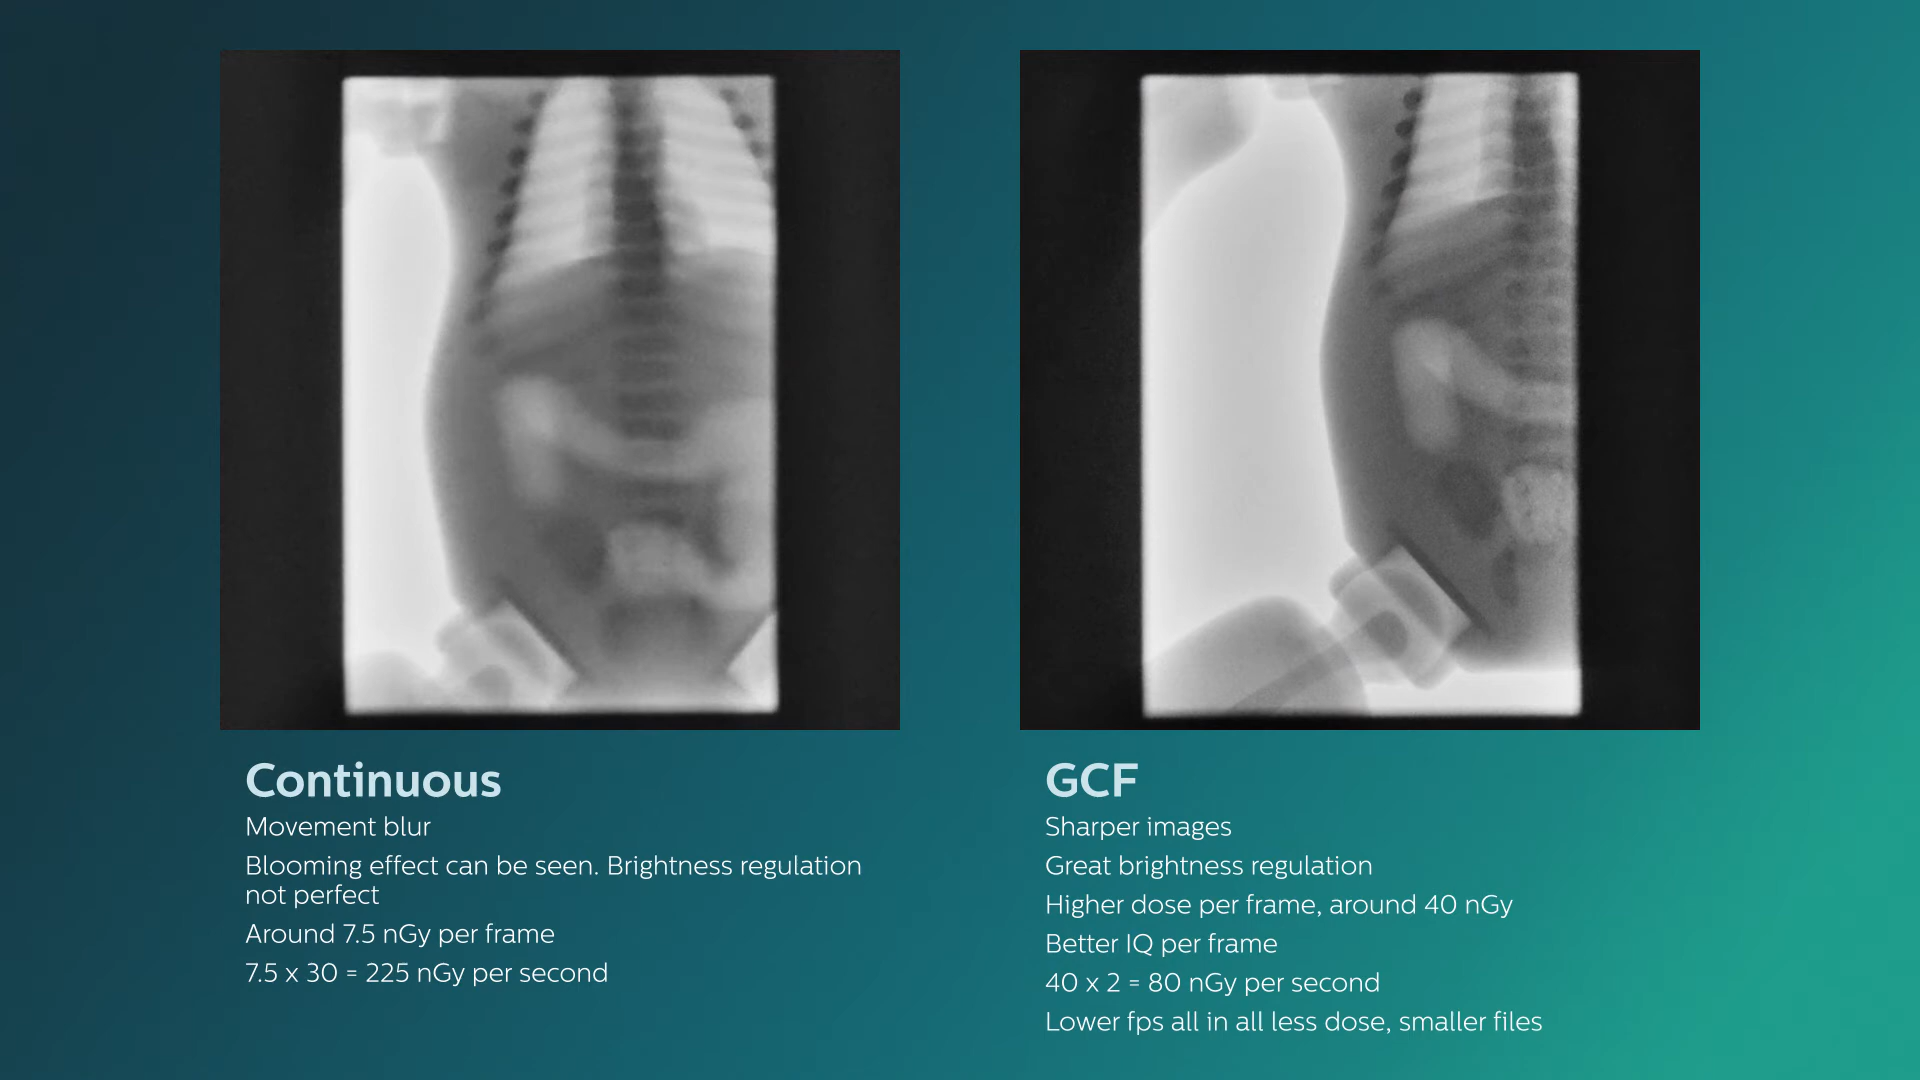 Continuous
Movement blur
Blooming effect can be seen. Brightness regulation
not perfect
Around 7.5 nGy per frame
7.5 x 30 = 225 nGy per second
GCF
Sharper images
Great brightness regulation
Higher dose per frame, around 40 nGy
Better IQ per frame
40 x 2 = 80 nGy per second
Lower fps all in all less dose, smaller files